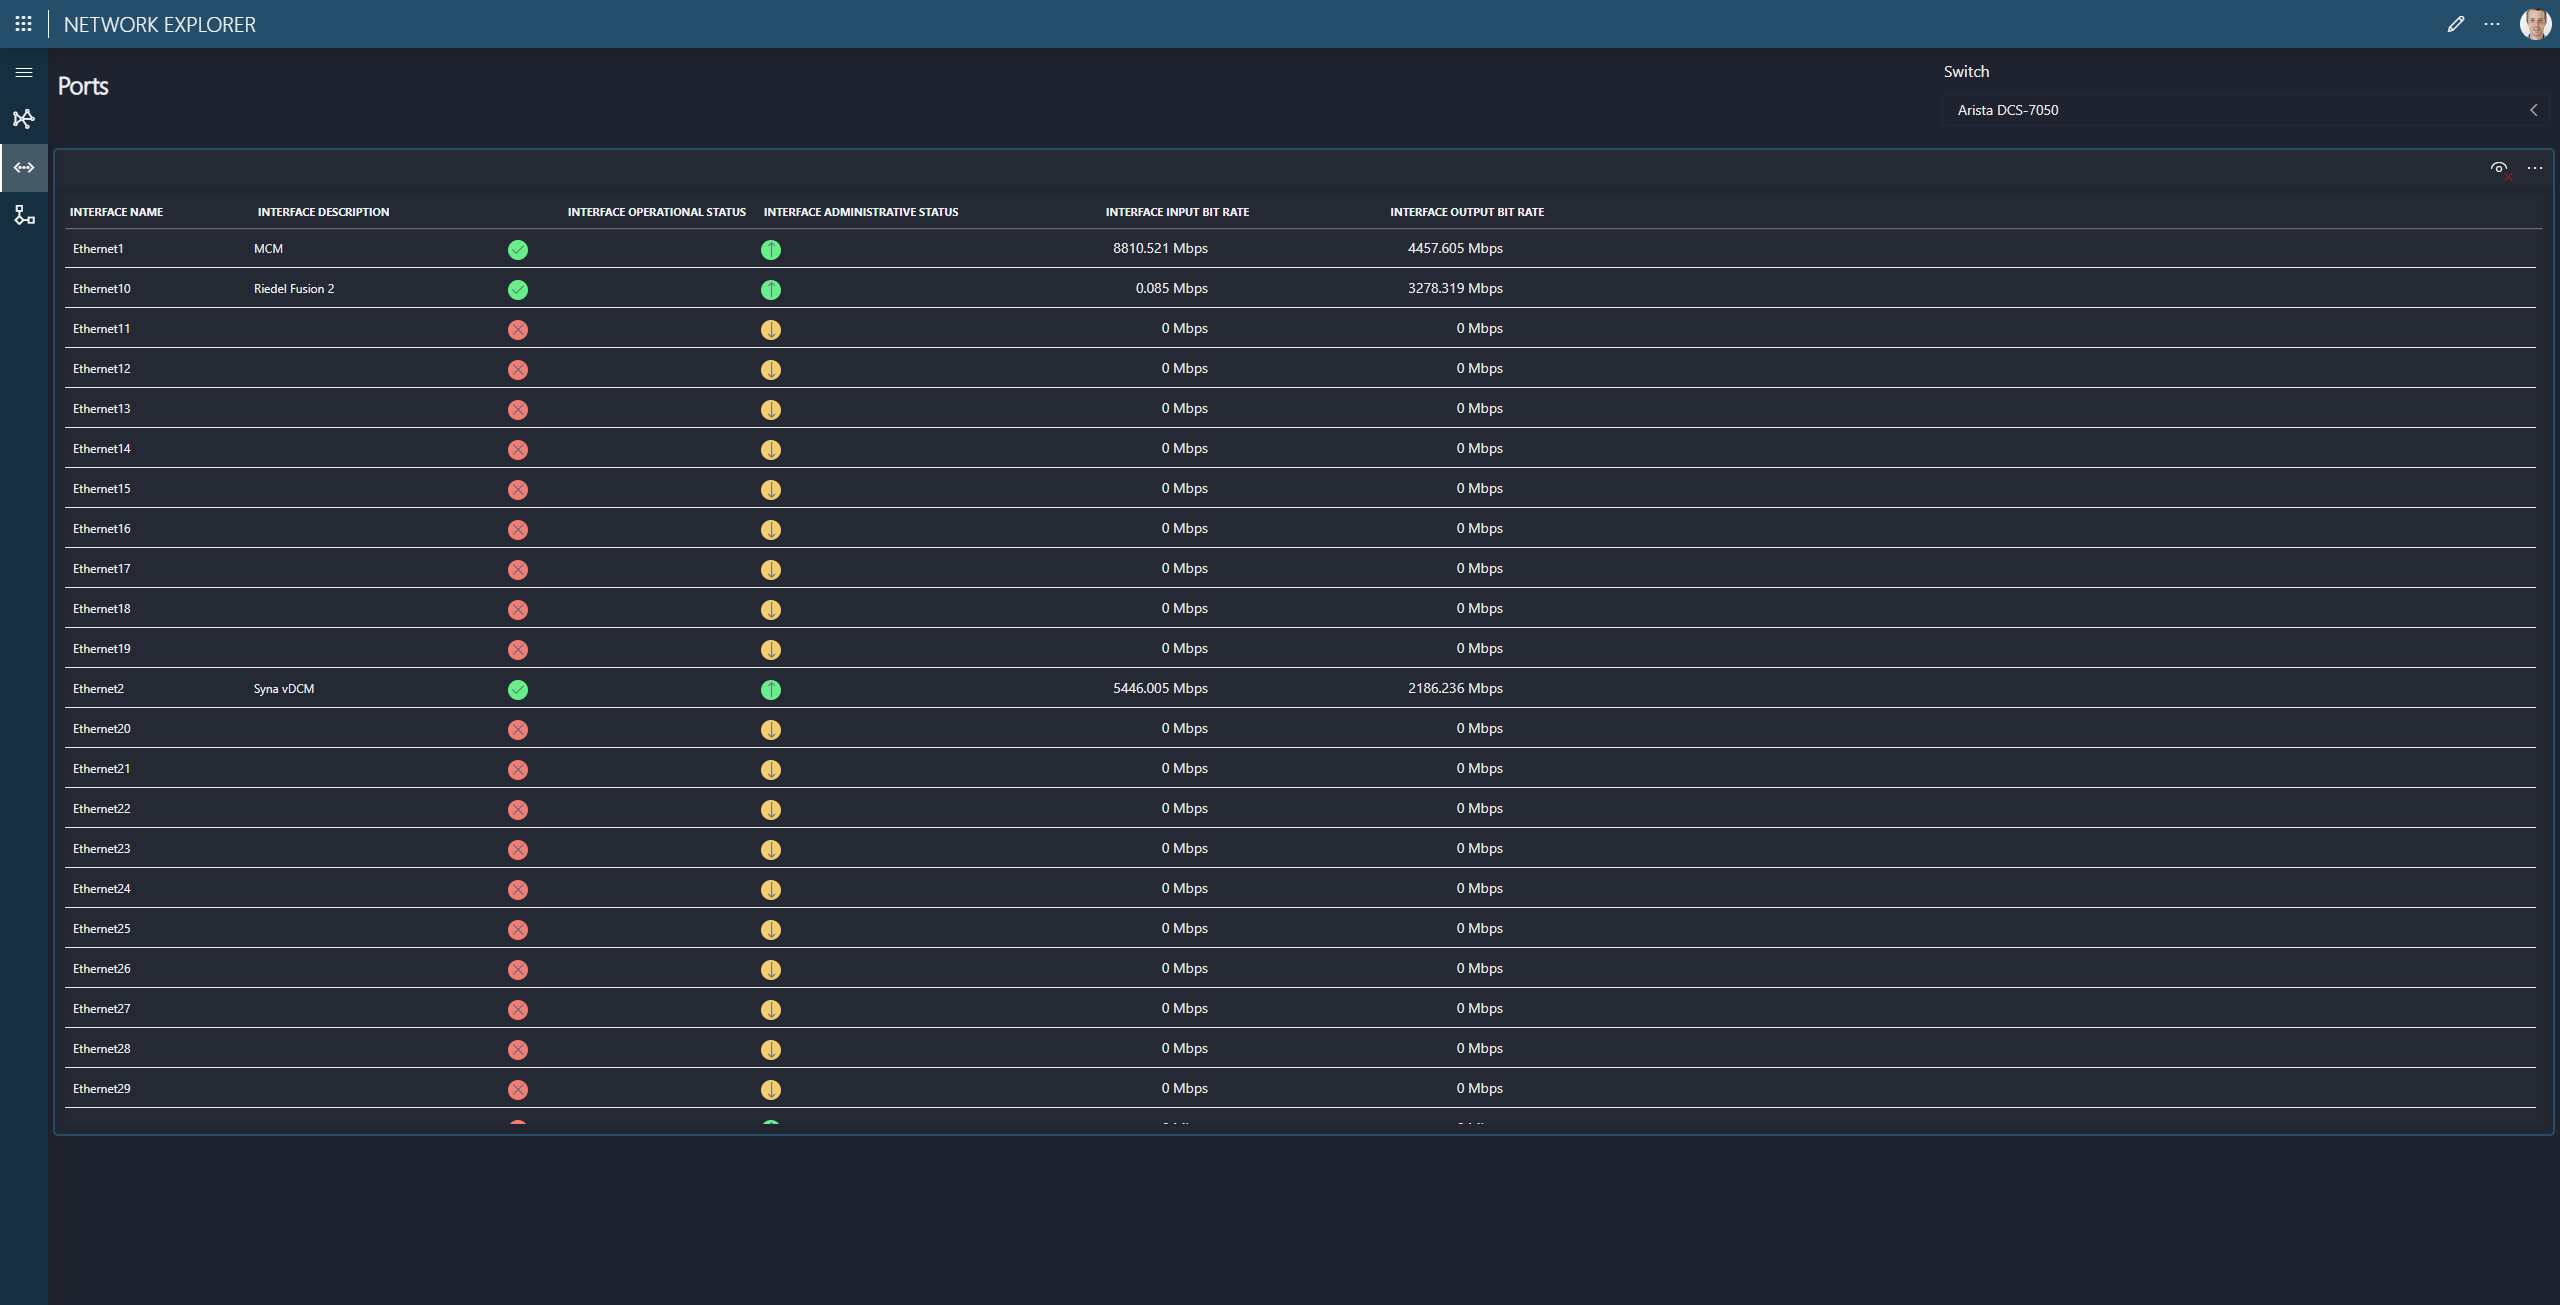 NETWORK EXPLORER
Ports
Switch
Arista DCS-7050
INTERFACE NAME INTERFACE DESCRIPTION INTERFACE OPERATIONAL STATUS INTERFACE ADMINISTRATIVE STATUS INTERFACE INPUT BIT RATE INTERFACE OUTPUT BIT RATE
Ethernet1 MCM 8810.521 Mbps 4457.605 Mbps
Ethernet10 Riedel Fusion 2 0.085 Mbps 3278.319 Mbps
Ethernet11 0 Mbps 0 Mbps
Ethernet12 0 Mbps 0 Mbps
Ethernet13 0 Mbps 0 Mbps
Ethernet14 0 Mbps 0 Mbps
Ethernet15 0 Mbps 0 Mbps
Ethernet16 0 Mbps 0 Mbps
Ethernet17 0 Mbps 0 Mbps
Ethernet18 0 Mbps 0 Mbps
Ethernet19 0 Mbps 0 Mbps
Ethernet2 Syna vDCM 5446.005 Mbps 2186.236 Mbps
Ethernet20 0 Mbps 0 Mbps
Ethernet21 0 Mbps 0 Mbps
Ethernet22 0 Mbps 0 Mbps
Ethernet23 0 Mbps 0 Mbps
Ethernet24 0 Mbps 0 Mbps
Ethernet25 0 Mbps 0 Mbps
Ethernet26 0 Mbps 0 Mbps
Ethernet27 0 Mbps 0 Mbps
Ethernet28 0 Mbps 0 Mbps
Ethernet29 0 Mbps 0 Mbps